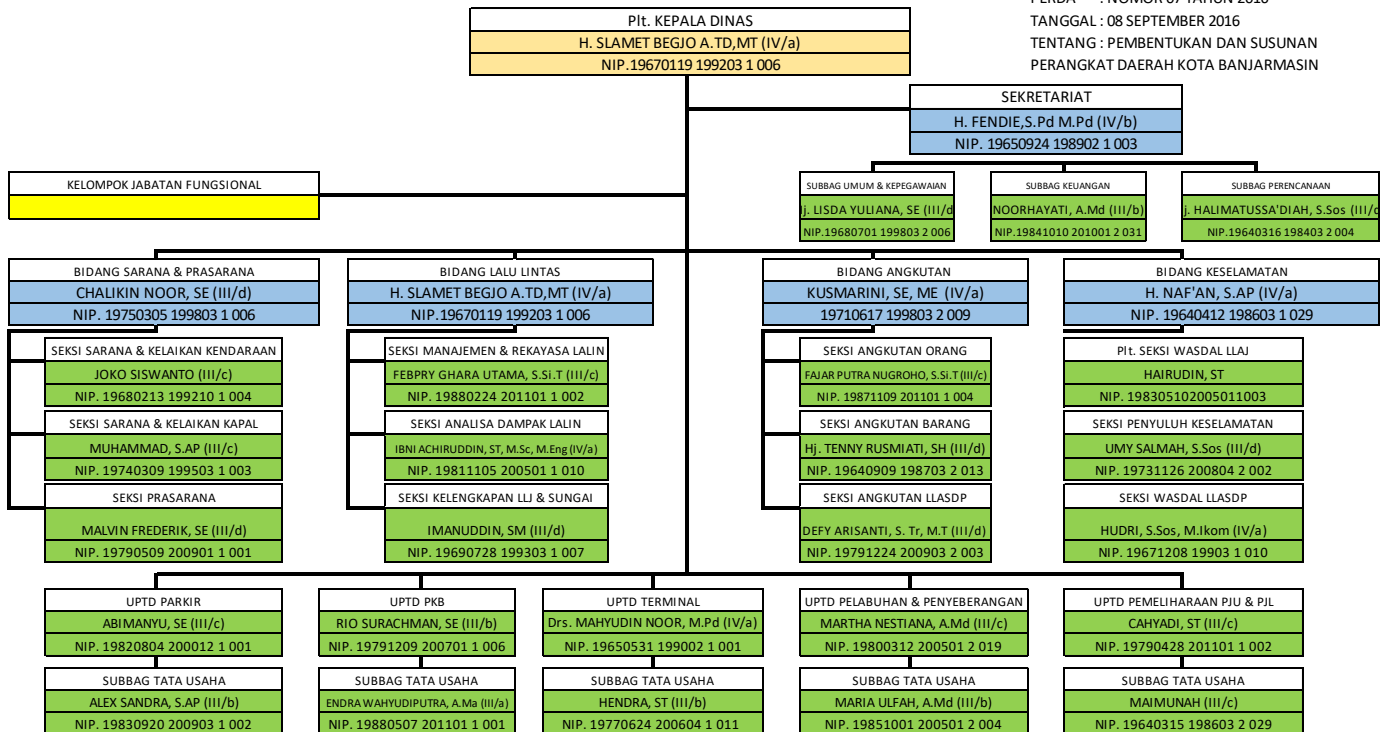 PERDA : NOMOR 07 TAHUN 2016
Plt. KEPALA DINAS
TANGGAL : 08 SEPTEMBER 2016
H. SLAMET BEGJO A.TD,MT (IV/a)
TENTANG : PEMBENTUKAN DAN SUSUNAN
NIP.19670119 199203 1 006
PERANGKAT DAERAH KOTA BANJARMASIN
SEKRETARIAT
H. FENDIE,S.Pd M.Pd (IV/b)
NIP. 19650924 198902 1 003
KELOMPOK JABATAN FUNGSIONAL
SUBBAG UMUM & KEPEGAWAIAN
j. LISDA YULIANA, SE (III/d
NIP.19680701 199803 2 006
SUBBAG KEUANGAN
NOORHAYATI, A.Md (III/b)
NIP.19841010 201001 2 031
SUBBAG PERENCANAAN
j. HALIMATUSSA'DIAH, S.Sos (III/d
NIP.19640316 198403 2 004
BIDANG SARANA & PRASARANA
CHALIKIN NOOR, SE (III/d)
NIP. 19750305 199803 1 006
BIDANG LALU LINTAS
H. SLAMET BEGJO A.TD,MT (IV/a)
NIP.19670119 199203 1 006
BIDANG ANGKUTAN
KUSMARINI, SE, ME (IV/a)
19710617 199803 2 009
BIDANG KESELAMATAN
H. NAF'AN, S.AP (IV/a)
NIP.19640412 198603 1 029
SEKSI SARANA & KELAIKAN KENDARAAN
JOKO SISWANTO (III/c)
NIP. 19680213 199210 1 004
SEKSI MANAJEMEN & REKAYASA LALIN
FEBPRY GHARA UTAMA, S.Si.T (III/c)
NIP. 19880224 201101 1 002
SEKSI ANGKUTAN ORANG
FAJAR PUTRA NUGROHO, S.Si.T (III/c)
NIP. 19871109 201101 1 004
Plt. SEKSI WASDAL LLAJ
HAIRUDIN, ST
NIP. 198305102005011003
SEKSI SARANA & KELAIKAN KAPAL
MUHAMMAD, S.AP (III/c)
NIP. 19740309 199503 1 003
SEKSI ANALISA DAMPAK LALIN
IBNI ACHIRUDDIN, ST, M.Sc, M.Eng (IV/a)
NIP. 19811105 200501 1 010
SEKSI ANGKUTAN BARANG
Hj. TENNY RUSMIATI, SH (III/d)
NIP. 19640909 198703 2 013
SEKSI PENYULUH KESELAMATAN
UMY SALMAH, S.Sos (III/d)
NIP. 19731126 200804 2 002
SEKSI PRASARANA
MALVIN FREDERIK, SE (III/d)
NIP. 19790509 200901 1 001
SEKSI KELENGKAPAN LLJ & SUNGAI
IMANUDDIN, SM (III/d)
NIP. 19690728 199303 1 007
SEKSI ANGKUTAN LLASDP
DEFY ARISANTI, S. Tr, M.T (III/d)
NIP. 19791224 200903 2 003
SEKSI WASDAL LLASDP
HUDRI, S.Sos, M.Ikom (IV/a)
NIP. 19671208 19903 1 010
UPTD PARKIR
ABIMANYU, SE (III/c)
NIP. 19820804 200012 1 001
UPTD PKB
RIO SURACHMAN, SE (III/b)
NIP. 19791209 200701 1 006
UPTD TERMINAL
Drs. MAHYUDIN NOOR, M.Pd (IV/a)
NIP. 19650531 199002 1 001
UPTD PELABUHAN & PENYEBERANGAN
MARTHA NESTIANA, A.Md (III/c)
NIP. 19800312 200501 2 019
UPTD PEMELIHARAAN PJU & PJL
CAHYADI, ST (III/c)
NIP. 19790428 201101 1 002
SUBBAG TATA USAHA
ALEX SANDRA, S.AP (III/b)
NIP. 19830920 200903 1 002
SUBBAG TATA USAHA
ENDRA WAHYUDIPUTRA, A.Ma (III/a)
NIP. 19880507 201101 1 001
SUBBAG TATA USAHA
HENDRA, ST (III/b)
NIP. 19770624 200604 1 011
SUBBAG TATA USAHA
MARIA ULFAH, A.Md (III/b)
NIP. 19851001 200501 2 004
SUBBAG TATA USAHA
MAIMUNAH (III/c)
NIP. 19640315 198603 2 029